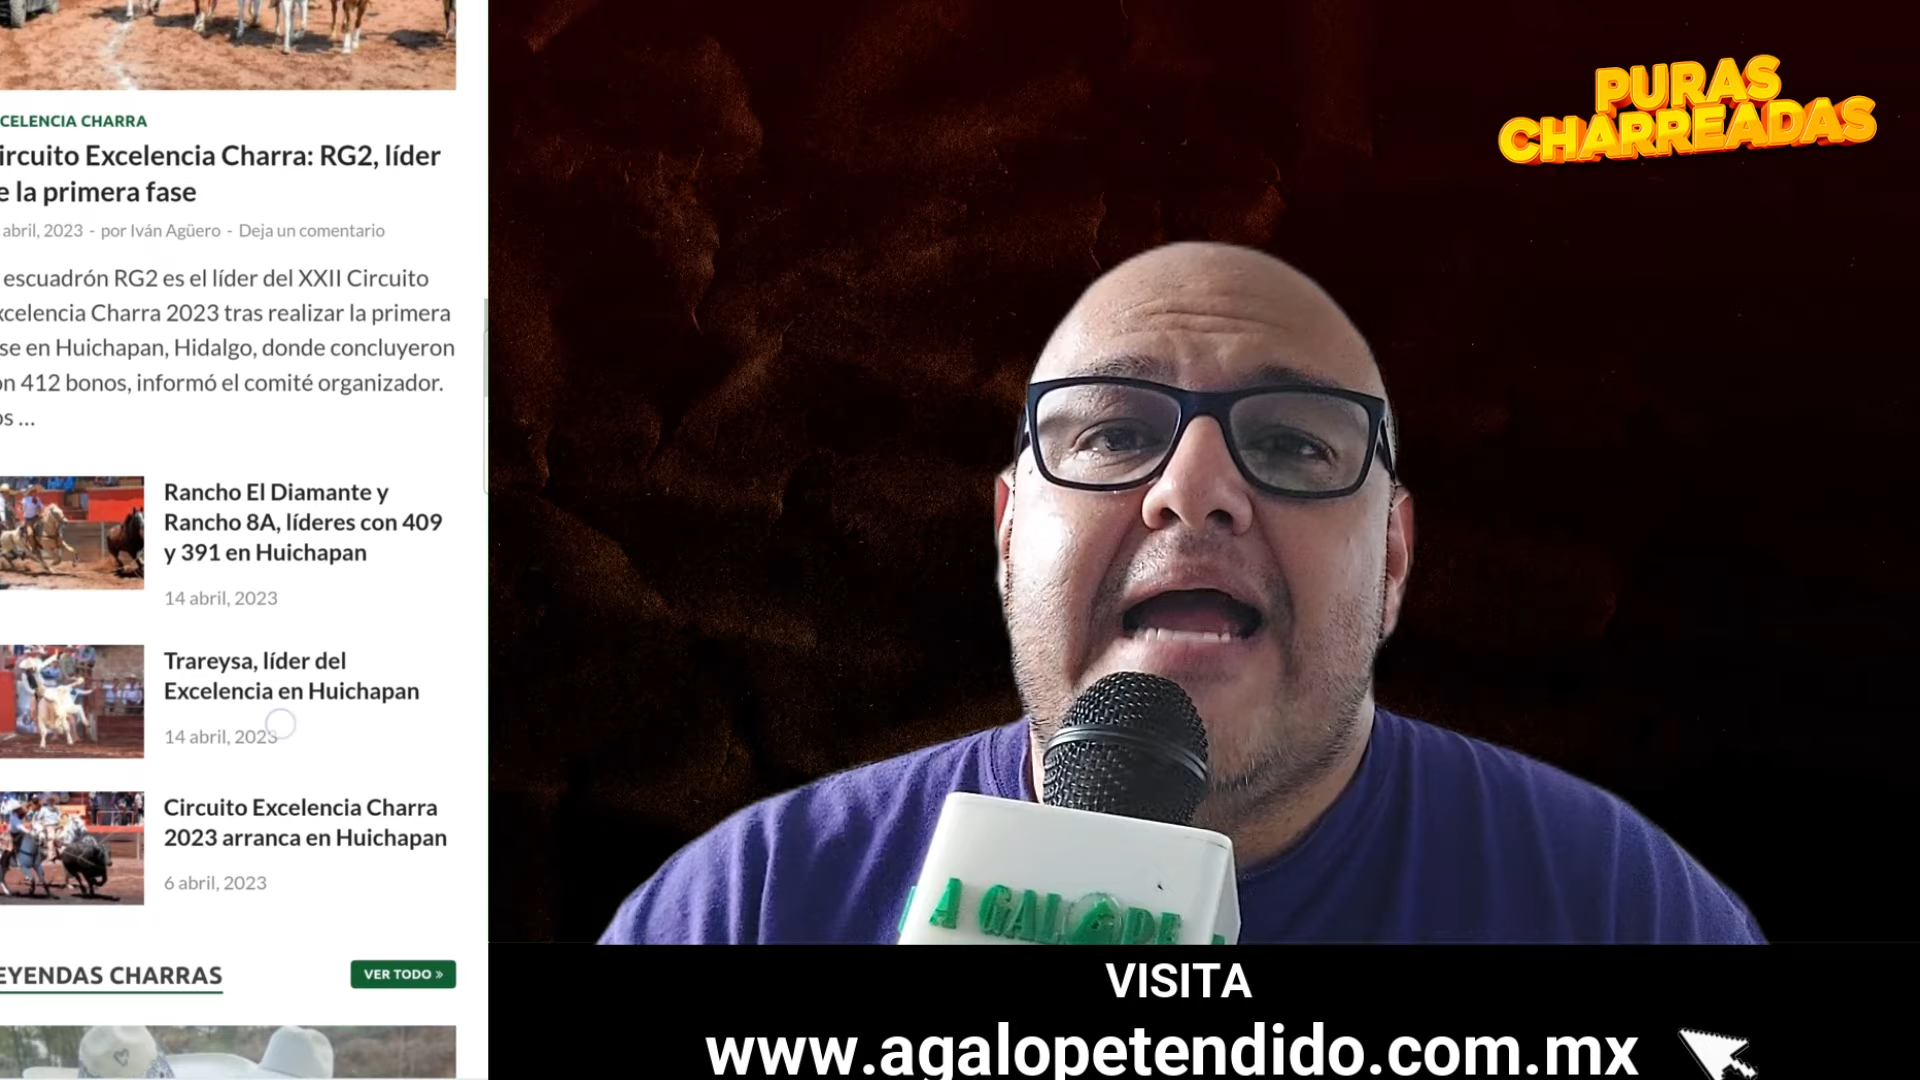 CELENCIA CHARRA
ircuito Excelencia Charra: RG2, líder
e la primera fase
abril, 2023 - por Iván Agüero - Deja un comentario
escuadrón RG2 es el líder del XXII Circuito
xcelencia Charra 2023 tras realizar la primera
se en Huichapan, Hidalgo, donde concluyeron
on 412 bonos, informó el comité organizador.
os ...
Rancho El Diamante y
Rancho 8A, líderes con 409
y 391 en Huichapan
14 abril, 2023
Trareysa, líder del
Excelencia en Huichapan
14 abril, 2023
Circuito Excelencia Charra
2023 arranca en Huichapan
6 abril, 2023
EYENDAS CHARRAS
VER TODO »
PURAS
CHARREADAS
A GALOPE
VISITA
www.agalopetendido.com.mx